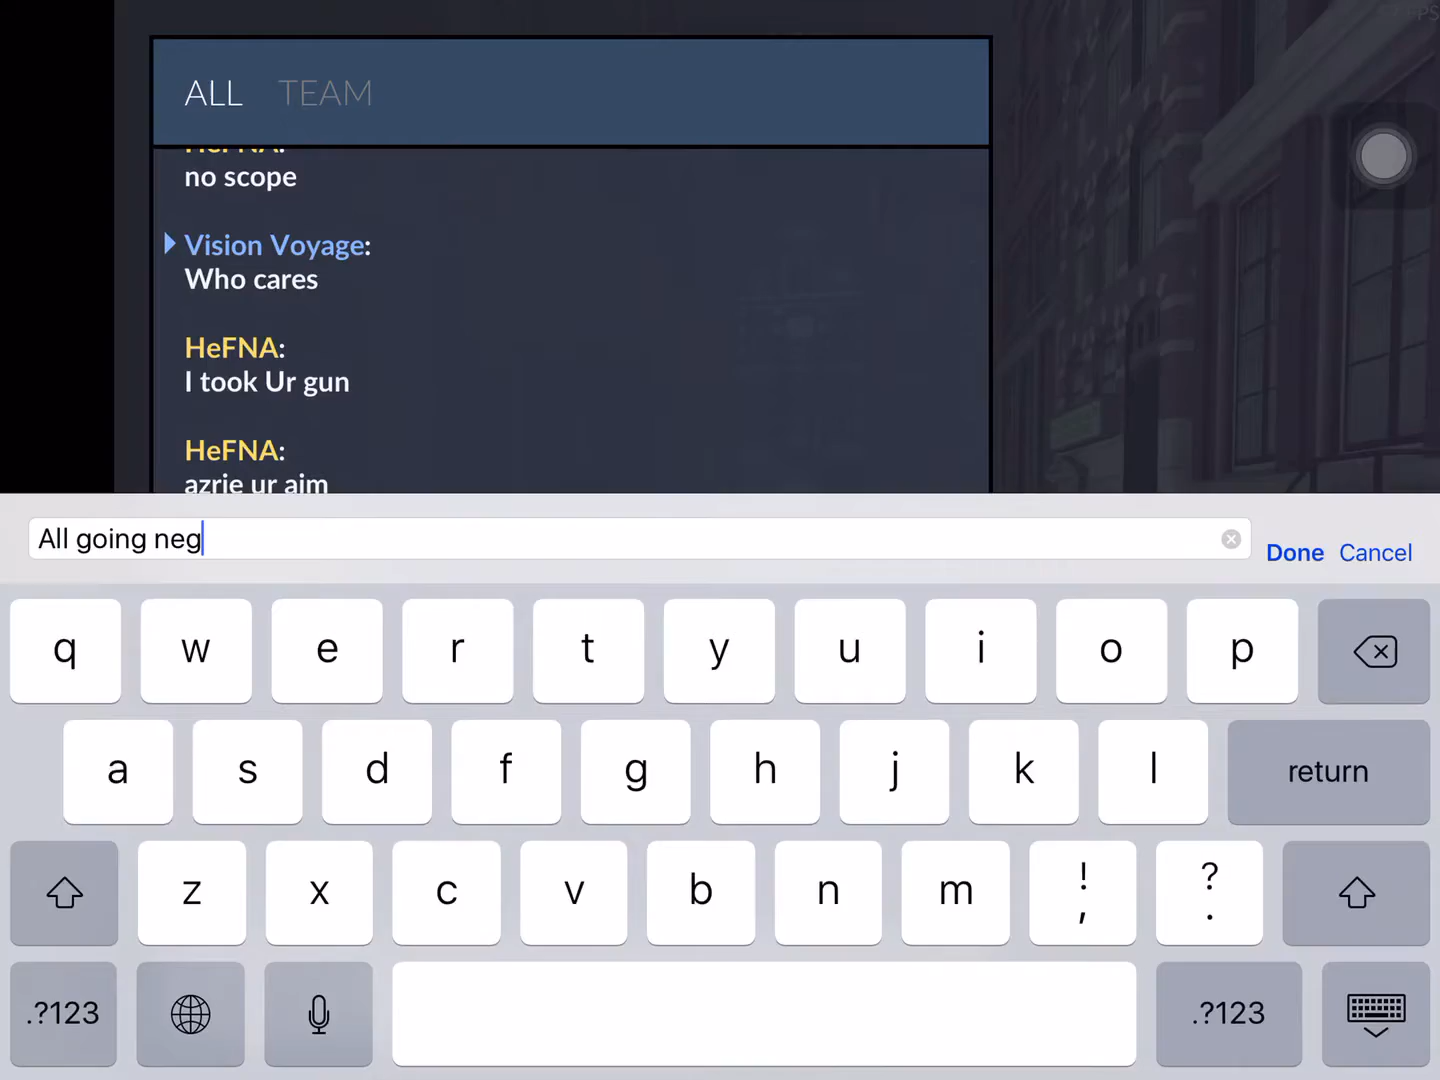 ALL TEAM
HeFNA:
no scope
Vision Voyage:
Who cares
HeFNA:
I took Ur gun
HeFNA:
azrie ur aim
All going neg
Done Cancel
q w e r t y u i o p
a s d f g h j k l return
z x c v b n m ! , ? .
.?123 .?123